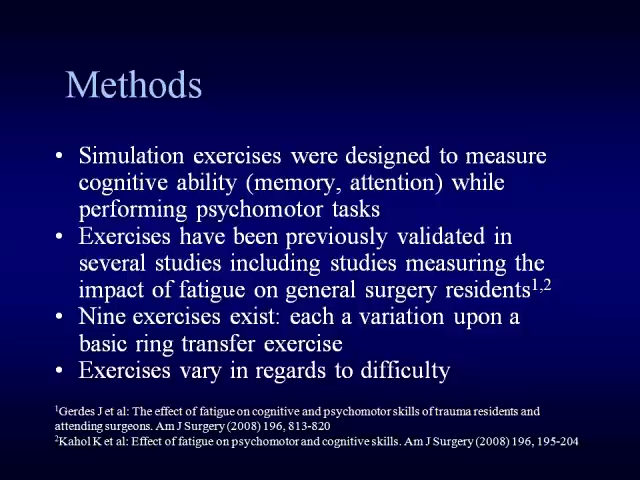 Methods
• Simulation exercises were designed to measure
cognitive ability (memory, attention) while
performing psychomotor tasks
• Exercises have been previously validated in
several studies including studies measuring the
impact of fatigue on general surgery residents1,2
• Nine exercises exist: each a variation upon a
basic ring transfer exercise
• Exercises vary in regards to difficulty
1Gerdes J et al: The effect of fatigue on cognitive and psychomotor skills of trauma residents and
attending surgeons. Am J Surgery (2008) 196, 813-820
2Kahol K et al: Effect of fatigue on psychomotor and cognitive skills. Am J Surgery (2008) 196, 195-204